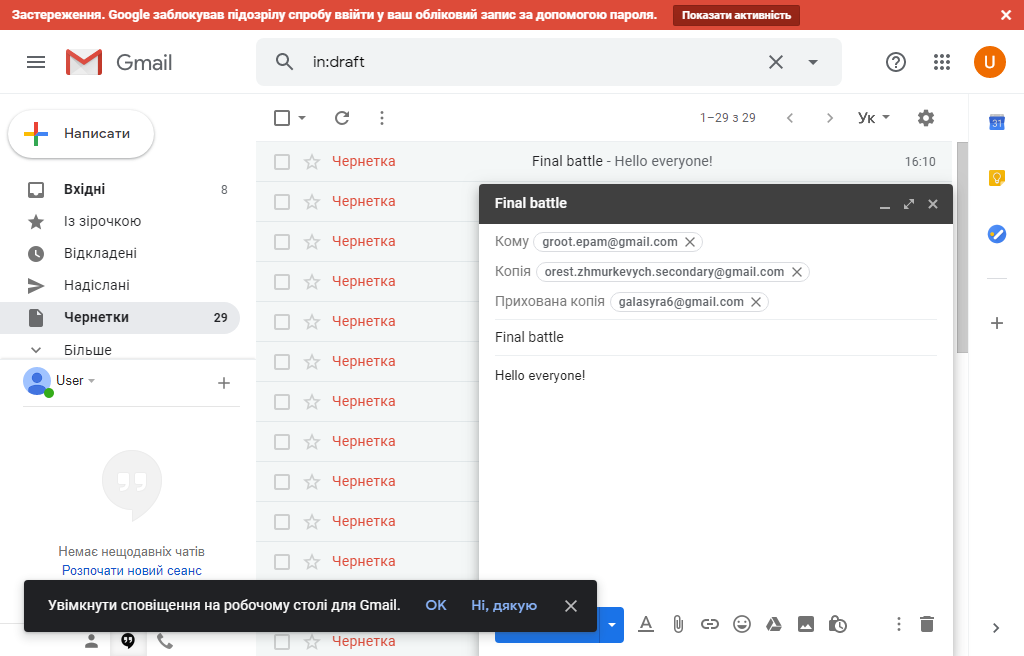 Застереження. Google заблокував підозрілу спробу ввійти у ваш обліковий запис за допомогою пароля. Показати активність
Gmail
in:draft
U
Написати
1–29 з 29
Ук
31
Вхідні 8
Із зірочкою
Відкладені
Надіслані
Чернетки 29
Більше
User
Немає нещодавніх чатів
Розпочати новий сеанс
Чернетка Final battle - Hello everyone! 16:10
Чернетка
Чернетка
Чернетка
Чернетка
Чернетка
Чернетка
Чернетка
Чернетка
Чернетка
Чернетка
Чернетка
Final battle
Кому groot.epam@gmail.com
Копія orest.zhmurkevych.secondary@gmail.com
Прихована копія galasyra6@gmail.com
Final battle
Hello everyone!
Увімкнути сповіщення на робочому столі для Gmail. OK Ні, дякую